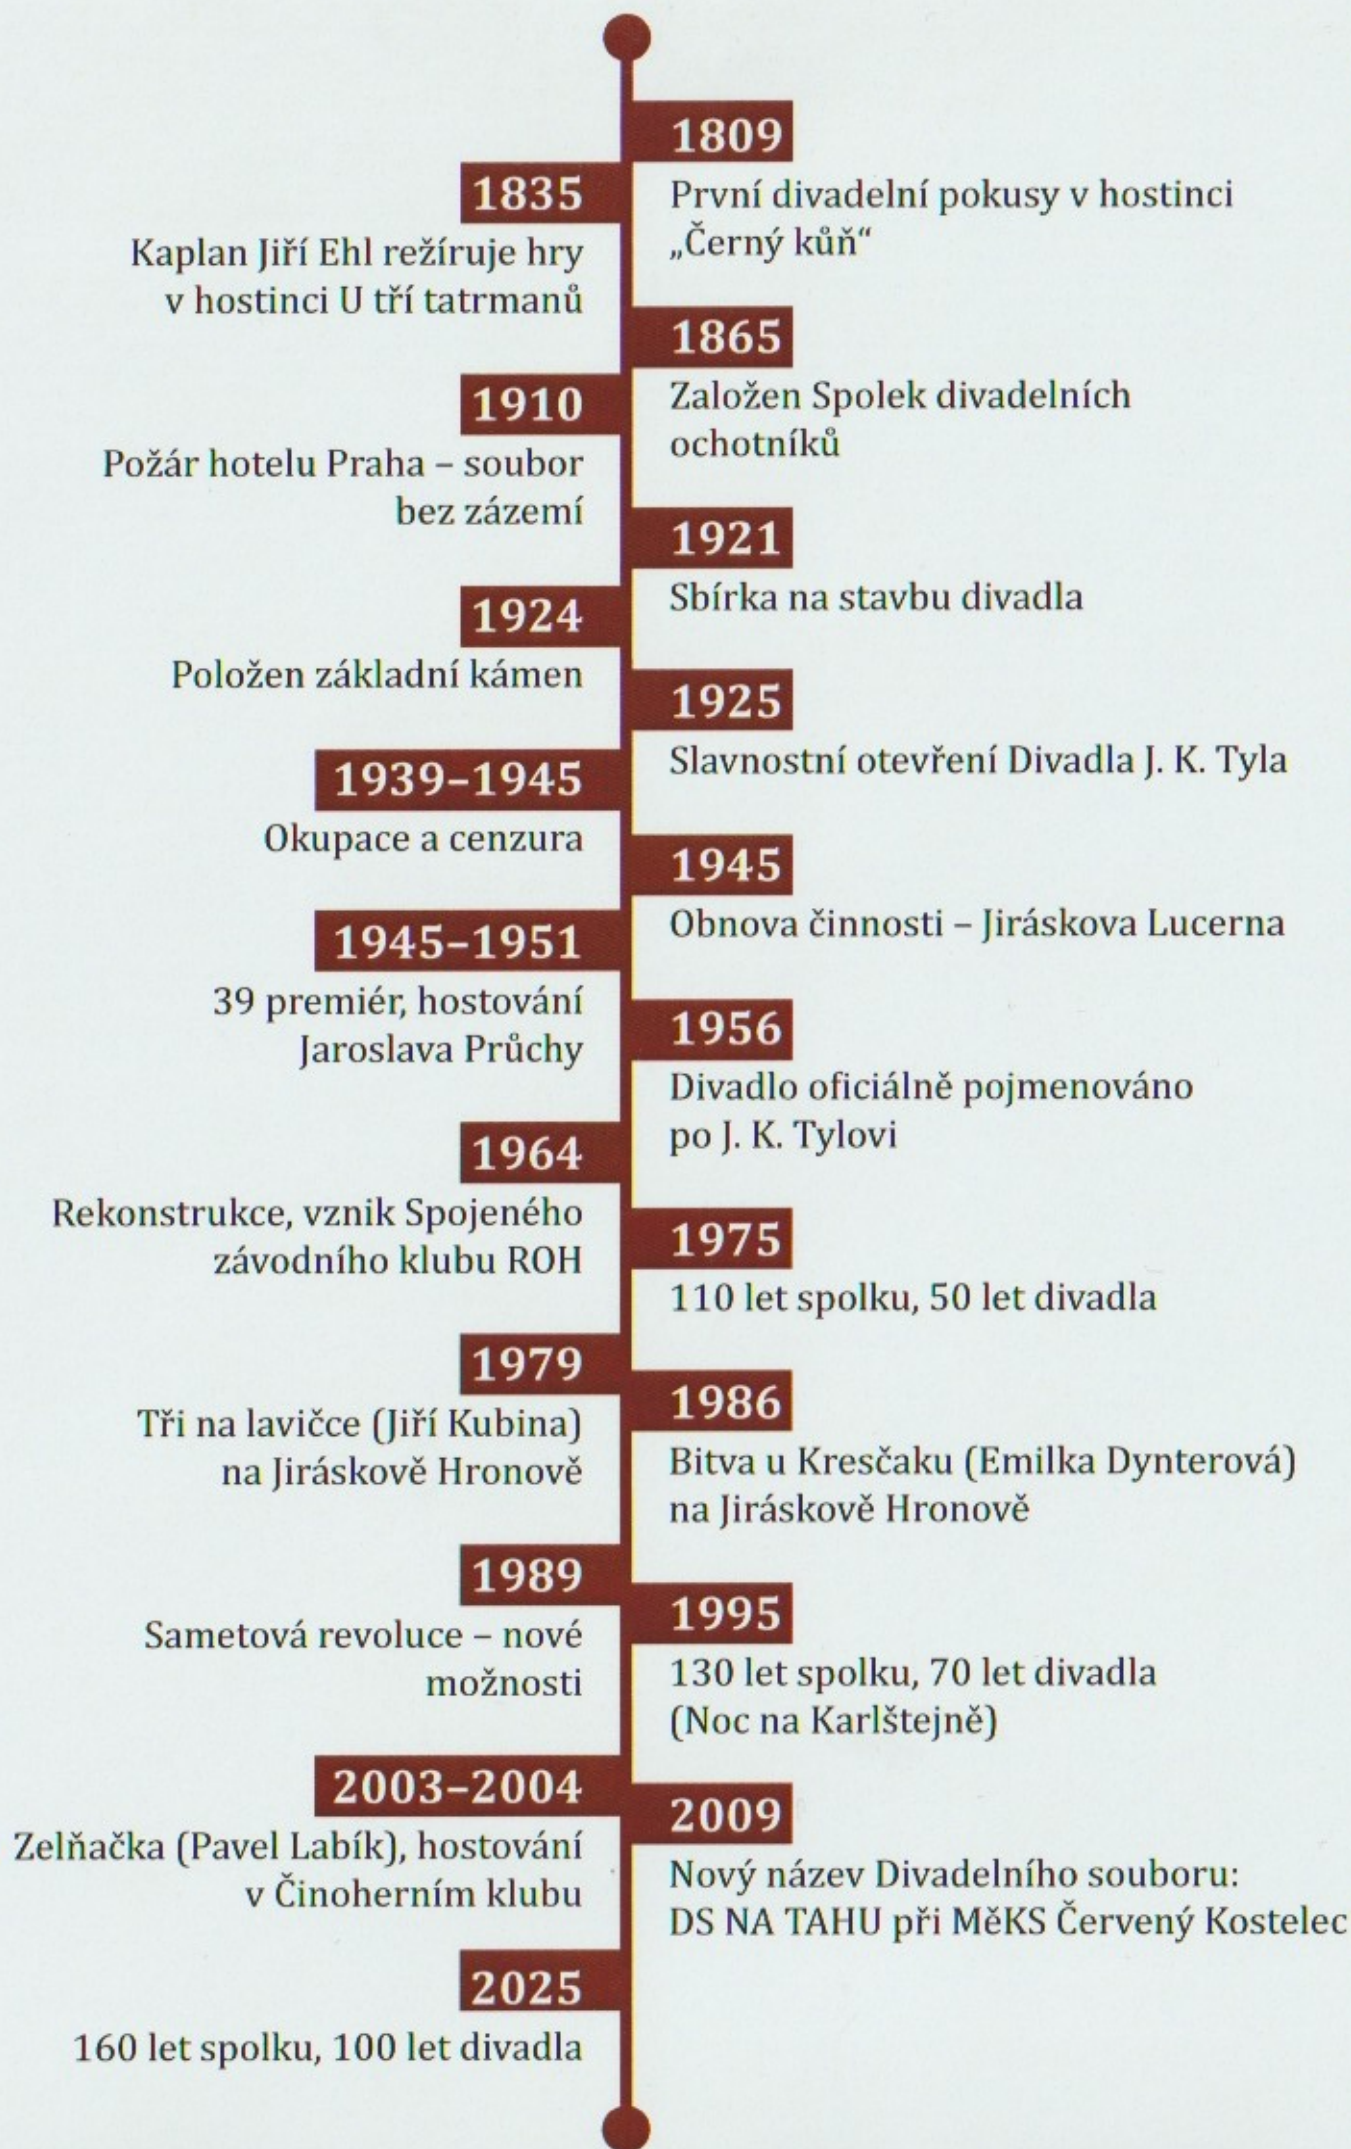 1809
První divadelní pokusy v hostinci
„Černý kůň“
1835
Kaplan Jiří Ehl režíruje hry
v hostinci U tří tatrmanů
1865
Založen Spolek divadelních
ochotníků
1910
Požár hotelu Praha – soubor
bez zázemí
1921
Sbírka na stavbu divadla
1924
Položen základní kámen
1925
Slavnostní otevření Divadla J. K. Tyla
1939–1945
Okupace a cenzura
1945
Obnova činnosti – Jiráskova Lucerna
1945–1951
39 premiér, hostování
Jaroslava Průchy
1956
Divadlo oficiálně pojmenováno
po J. K. Tylovi
1964
Rekonstrukce, vznik Spojeného
závodního klubu ROH
1975
110 let spolku, 50 let divadla
1979
Tři na lavičce (Jiří Kubina)
na Jiráskově Hronově
1986
Bitva u Kresčaku (Emilka Dynterová)
na Jiráskově Hronově
1989
Sametová revoluce – nové
možnosti
1995
130 let spolku, 70 let divadla
(Noc na Karlštejně)
2003–2004
Zelňačka (Pavel Labík), hostování
v Činoherním klubu
2009
Nový název Divadelního souboru:
DS NA TAHU při MěKS Červený Kostelec
2025
160 let spolku, 100 let divadla